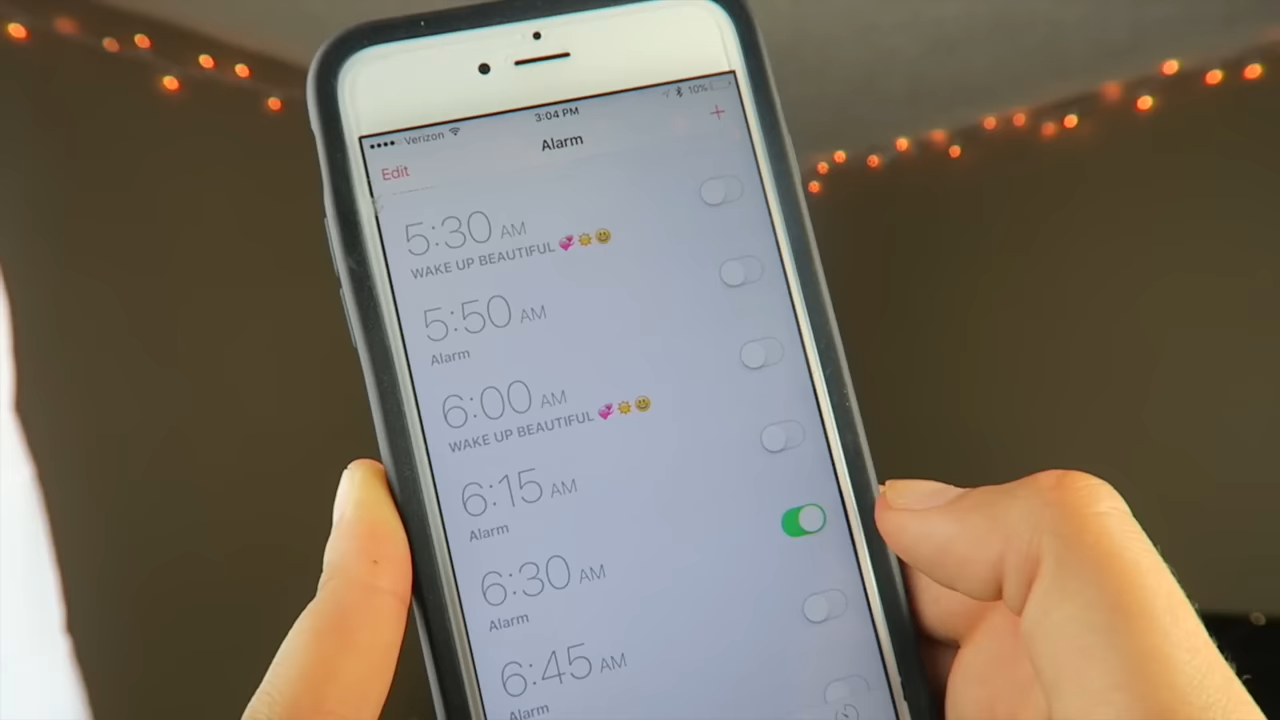 Verizon 3:04 PM 10%
Edit Alarm +
5:30 AM
WAKE UP BEAUTIFUL 💞☀️😀
5:50 AM
Alarm
6:00 AM
WAKE UP BEAUTIFUL 💞☀️😀
6:15 AM
Alarm
6:30 AM
Alarm
6:45 AM
Alarm